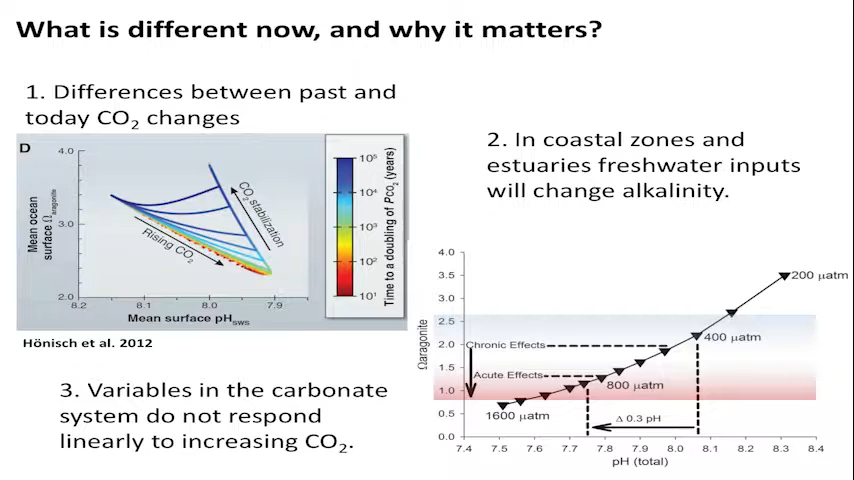 What is different now, and why it matters?
1. Differences between past and
today CO₂ changes
D
4.0
3.0
2.0
8.2
8.1
8.0
7.9
Mean ocean
surface Ωaragonite
Mean surface pHSWS
Rising CO₂
CO₂ stabilization
10⁵
10⁴
10³
10²
10¹
Time to a doubling of PCO₂ (years)
Hönisch et al. 2012
2. In coastal zones and
estuaries freshwater inputs
will change alkalinity.
4.0
3.5
3.0
2.5
2.0
1.5
1.0
0.5
0.0
Ωaragonite
200 µatm
400 µatm
Chronic Effects
Acute Effects
800 µatm
1600 µatm
Δ 0.3 pH
7.4 7.5 7.6 7.7 7.8 7.9 8.0 8.1 8.2 8.3 8.4
pH (total)
3. Variables in the carbonate
system do not respond
linearly to increasing CO₂.